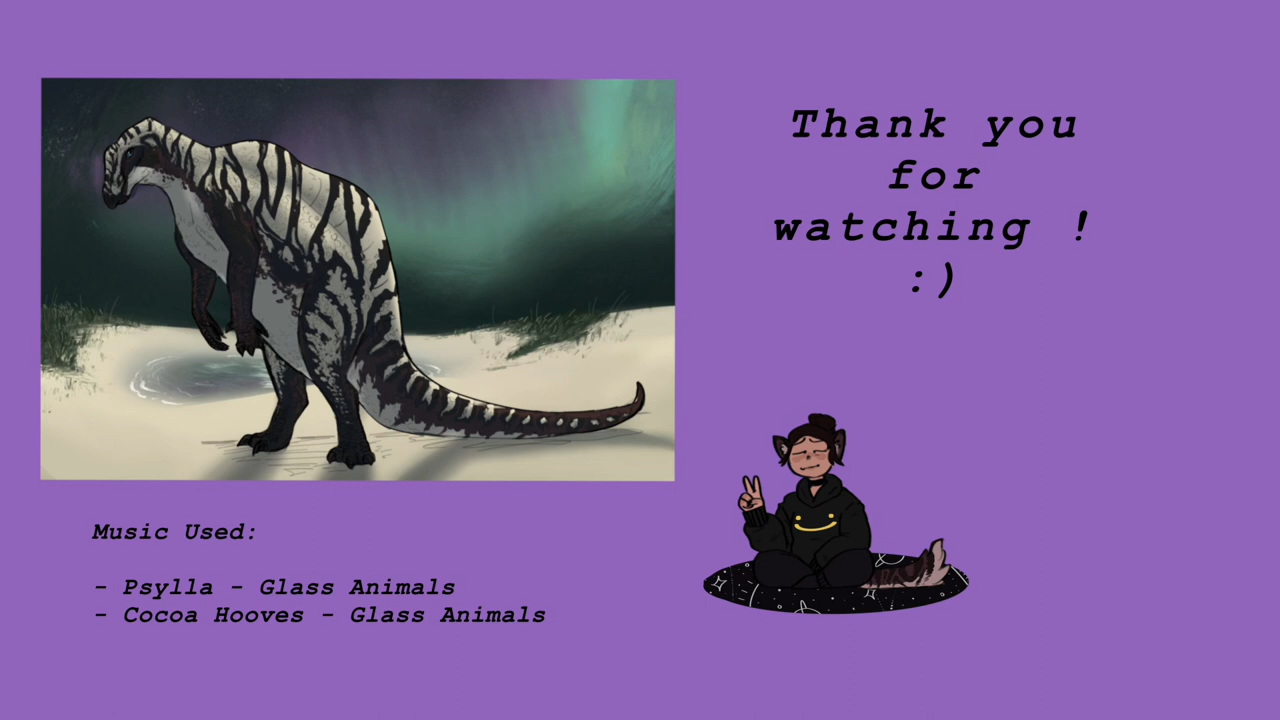 Thank you
for
watching !
:)
Music Used:
- Psylla - Glass Animals
- Cocoa Hooves - Glass Animals